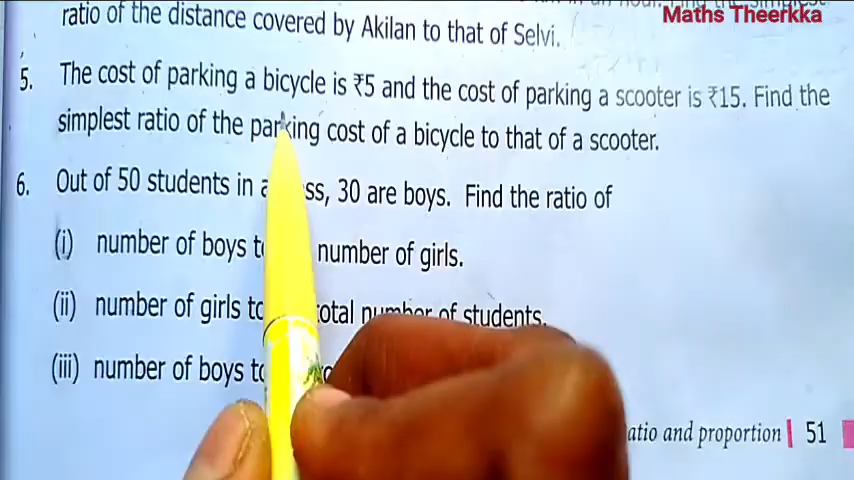 Maths Theerkka
ratio of the distance covered by Akilan to that of Selvi.
5. The cost of parking a bicycle is ₹5 and the cost of parking a scooter is ₹15. Find the
simplest ratio of the parking cost of a bicycle to that of a scooter.
6. Out of 50 students in a ss, 30 are boys. Find the ratio of
(i) number of boys t number of girls.
(ii) number of girls to total number of students.
(iii) number of boys to
atio and proportion | 51